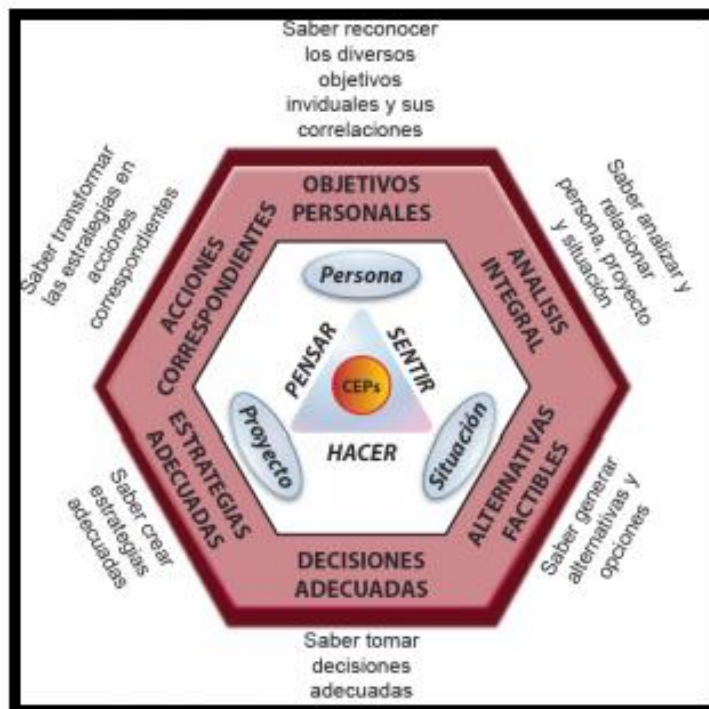 Saber reconocer
los diversos
objetivos
inviduales y sus
correlaciones
Saber transformar
las estrategias en
acciones
correspondientes
Saber analizar y
relacionar
persona, proyecto
y situación
OBJETIVOS
PERSONALES
ACCIONES
CORRESPONDIENTES
ANALISIS
INTEGRAL
Persona
PENSAR
SENTIR
CEPs
HACER
Proyecto
Situación
ESTRATEGIAS
ADECUADAS
ALTERNATIVAS
FACTIBLES
DECISIONES
ADECUADAS
Saber crear
estrategias
adecuadas
Saber generar
alternativas y
opciones
Saber tomar
decisiones
adecuadas